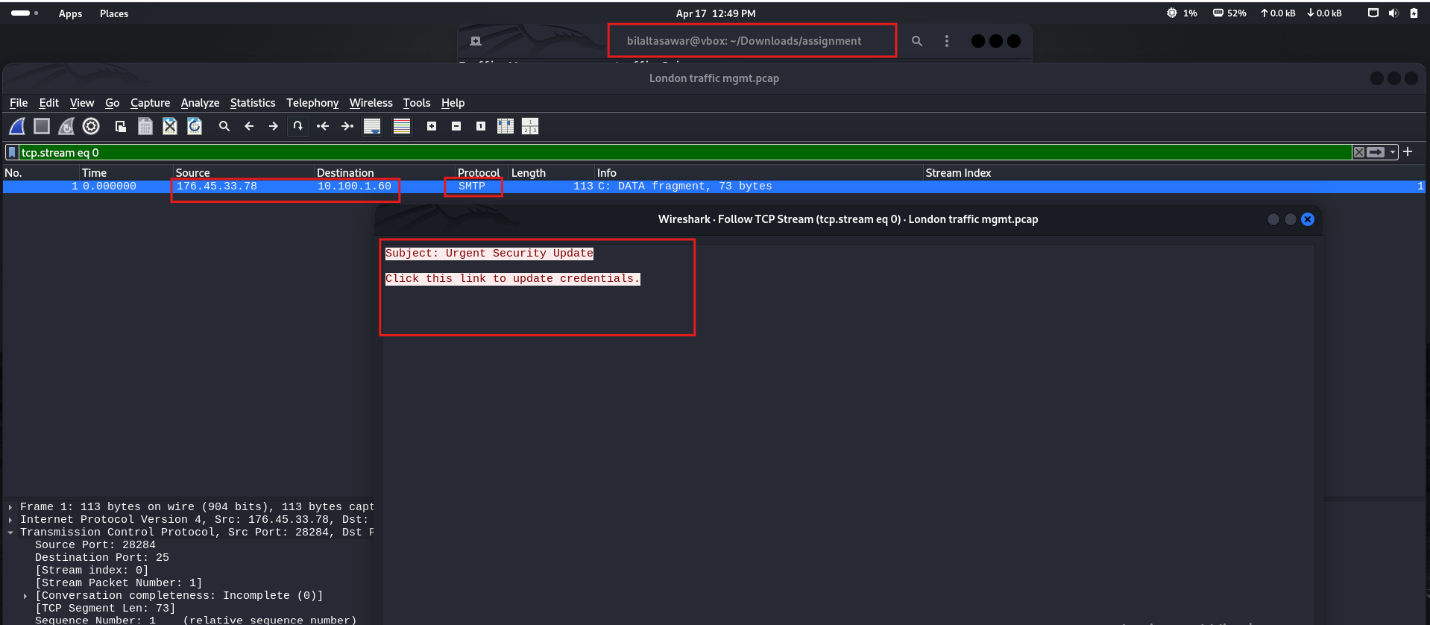 Apps Places Apr 17 12:49 PM 1% 52% 0.0 kB 0.0 kB
bilaltasawar@vbox: ~/Downloads/assignment
London traffic mgmt.pcap
File Edit View Go Capture Analyze Statistics Telephony Wireless Tools Help
tcp.stream eq 0
No. Time Source Destination Protocol Length Info Stream Index
1 0.000000 176.45.33.78 10.100.1.60 SMTP 113 C: DATA fragment, 73 bytes 1
Wireshark · Follow TCP Stream (tcp.stream eq 0) · London traffic mgmt.pcap
Subject: Urgent Security Update
Click this link to update credentials.
Frame 1: 113 bytes on wire (904 bits), 113 bytes capt
Internet Protocol Version 4, Src: 176.45.33.78, Dst:
Transmission Control Protocol, Src Port: 28284, Dst P
Source Port: 28284
Destination Port: 25
[Stream index: 0]
[Stream Packet Number: 1]
[Conversation completeness: Incomplete (0)]
[TCP Segment Len: 73]
Sequence Number: 1 (relative sequence number)